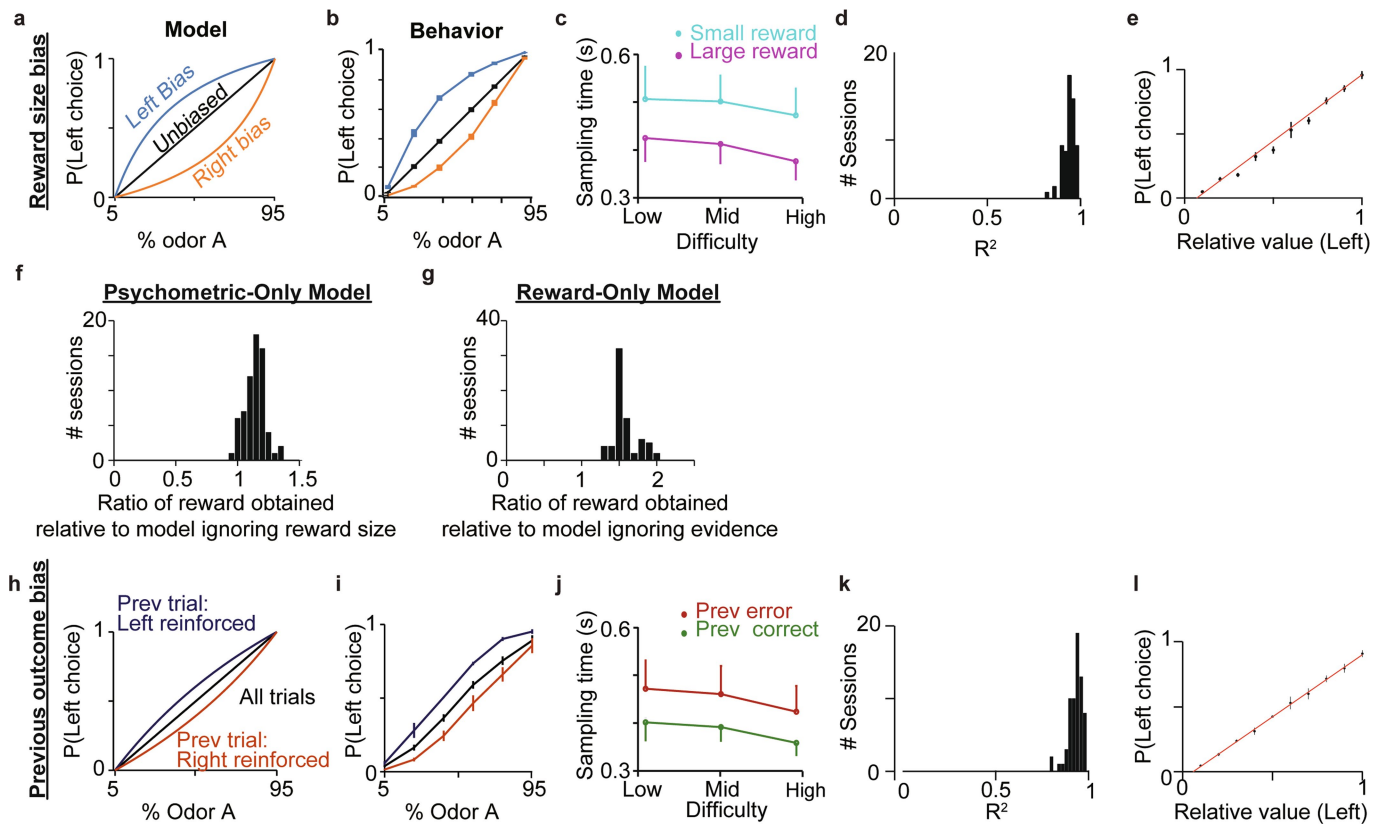 a
Model
Reward size bias
P(Left choice)
1
0
Left Bias
Unbiased
Right bias
5
95
% odor A
b
Behavior
P(Left choice)
1
0
5
95
% odor A
c
Small reward
Large reward
Sampling time (s)
0.6
0.3
Low
Mid
High
Difficulty
d
# Sessions
20
0
0
0.5
1
R²
e
P(Left choice)
1
0
0
1
Relative value (Left)
f
Psychometric-Only Model
# sessions
20
0
0
0.5
1
1.5
Ratio of reward obtained
relative to model ignoring reward size
g
Reward-Only Model
# sessions
40
0
0
1
2
Ratio of reward obtained
relative to model ignoring evidence
h
Previous outcome bias
P(Left choice)
1
0
Prev trial:
Left reinforced
All trials
Prev trial:
Right reinforced
5
95
% Odor A
i
P(Left choice)
1
0
5
95
% Odor A
j
Prev error
Prev correct
Sampling time (s)
0.6
0.3
Low
Mid
High
Difficulty
k
# Sessions
20
0
0
0.5
1
R²
l
P(Left choice)
1
0
0
1
Relative value (Left)